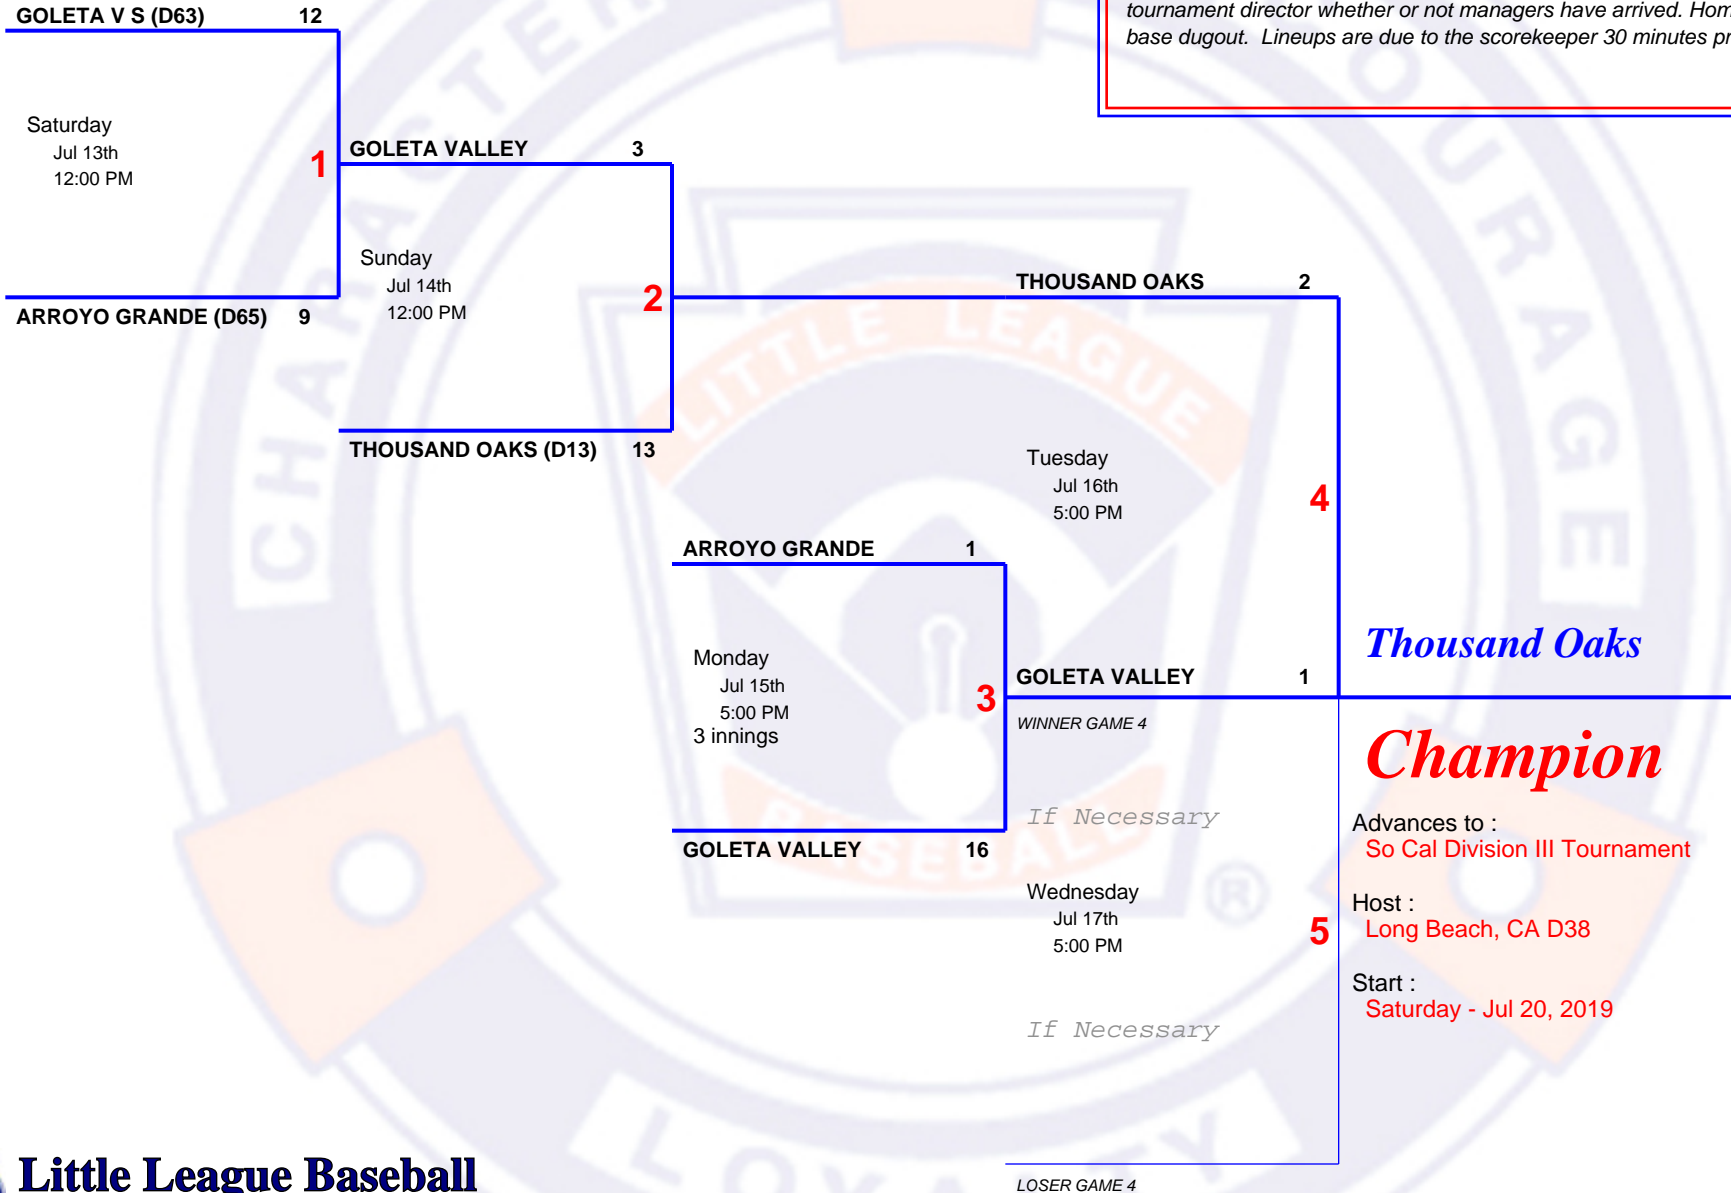 GOLETA V S (D63) 12
tournament director whether or not managers have arrived. Hom
base dugout. Lineups are due to the scorekeeper 30 minutes pr
Saturday
Jul 13th
12:00 PM
1
GOLETA VALLEY 3
ARROYO GRANDE (D65) 9
Sunday
Jul 14th
12:00 PM
2
THOUSAND OAKS (D13) 13
THOUSAND OAKS 2
Tuesday
Jul 16th
5:00 PM
4
ARROYO GRANDE 1
Monday
Jul 15th
5:00 PM
3 innings
3
GOLETA VALLEY 16
GOLETA VALLEY 1
WINNER GAME 4
If Necessary
Wednesday
Jul 17th
5:00 PM
5
If Necessary
LOSER GAME 4
Thousand Oaks
Champion
Advances to :
So Cal Division III Tournament
Host :
Long Beach, CA D38
Start :
Saturday - Jul 20, 2019
Little League Baseball
CHARACTER
COURAGE
LOYALTY
LITTLE LEAGUE
BASEBALL
®